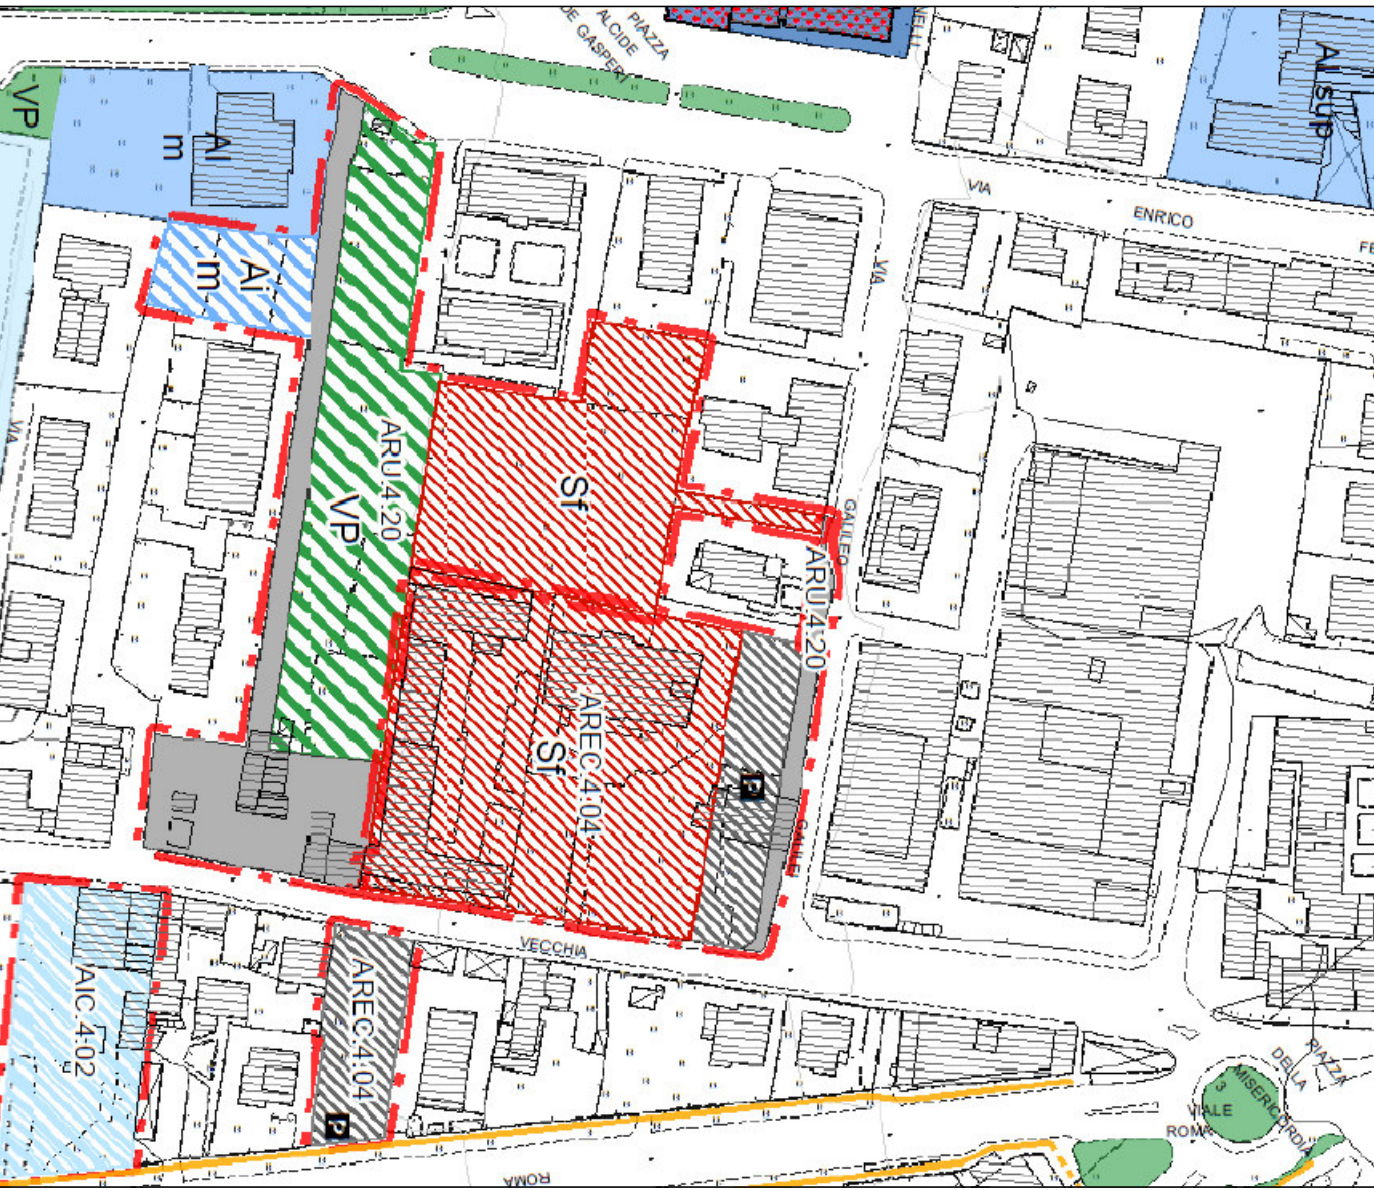 PIAZZA
ALCIDE
DE GASPERI
NELLI
AI sup
VP
AI
m
VIA
ENRICO
FE
VIA
Ai
m
VIA
ARU 4.20
VP
Sf
GALILEO
ARU 4.20
AREC.4.04
Sf
P
GALILEI
VECCHIA
AIC.4.02
AREC.4.04
P
PIAZZA
DELLA
MISERICORDIA
3
VIALE
ROMA
ROMA